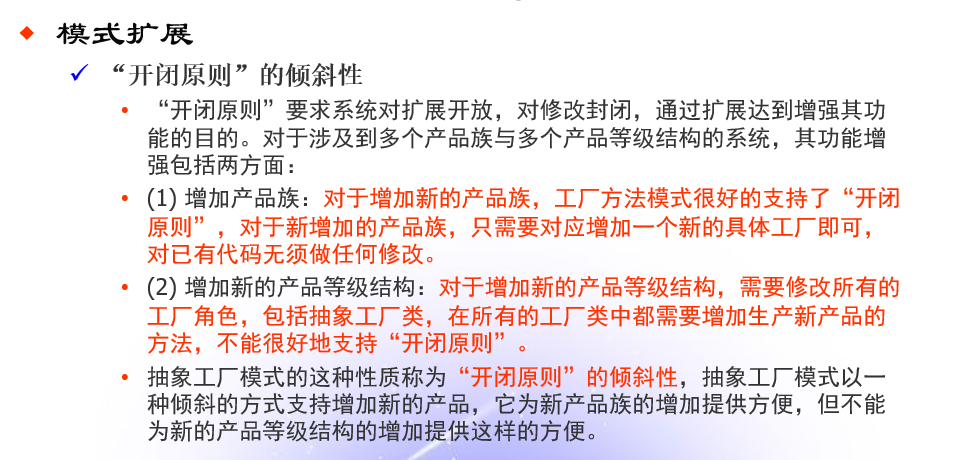 模式扩展
“开闭原则”的倾斜性
“开闭原则”要求系统对扩展开放，对修改封闭，通过扩展达到增强其功
能的目的。对于涉及到多个产品族与多个产品等级结构的系统，其功能增
强包括两方面：
(1) 增加产品族：对于增加新的产品族，工厂方法模式很好的支持了“开闭
原则”，对于新增加的产品族，只需要对应增加一个新的具体工厂即可，
对已有代码无须做任何修改。
(2) 增加新的产品等级结构：对于增加新的产品等级结构，需要修改所有的
工厂角色，包括抽象工厂类，在所有的工厂类中都需要增加生产新产品的
方法，不能很好地支持“开闭原则”。
抽象工厂模式的这种性质称为“开闭原则”的倾斜性，抽象工厂模式以一
种倾斜的方式支持增加新的产品，它为新产品族的增加提供方便，但不能
为新的产品等级结构的增加提供这样的方便。